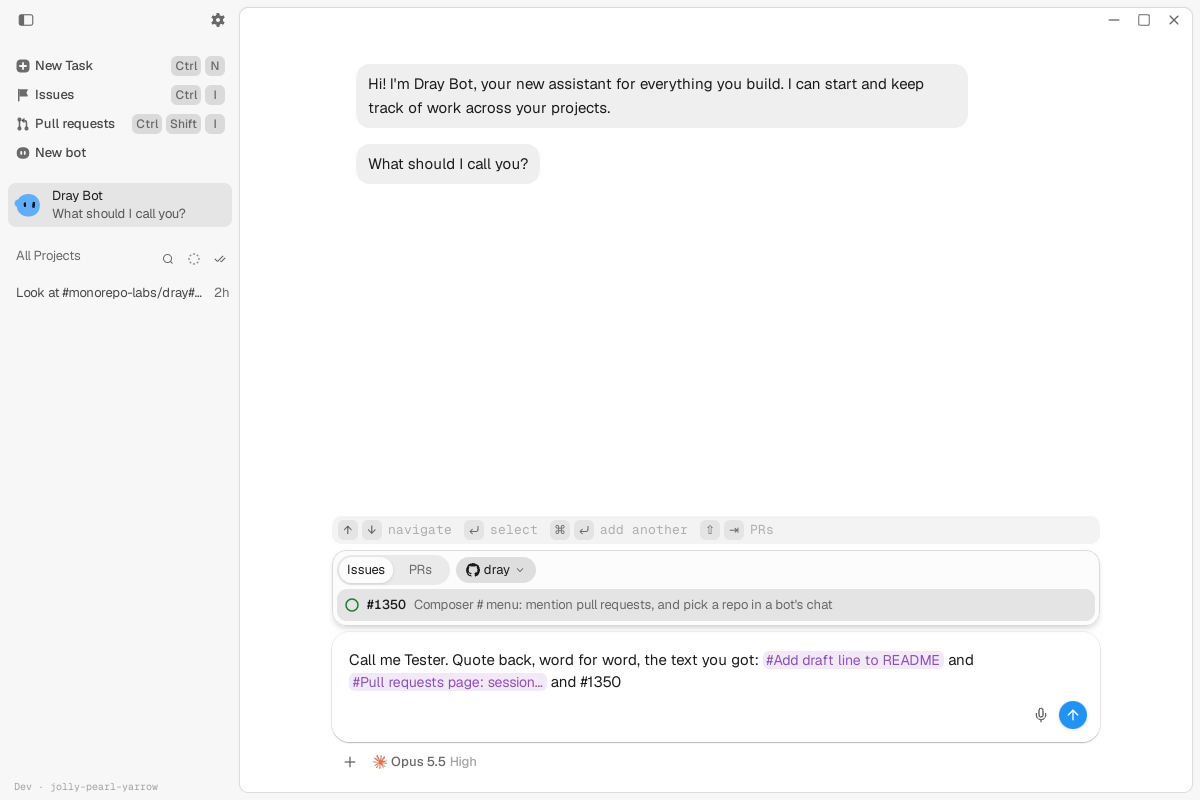 New Task Ctrl N
Issues Ctrl I
Pull requests Ctrl Shift I
New bot
Dray Bot
What should I call you?
All Projects
Look at #monorepo-labs/dray#… 2h
Dev · jolly-pearl-yarrow
Hi! I'm Dray Bot, your new assistant for everything you build. I can start and keep
track of work across your projects.
What should I call you?
↑ ↓ navigate ↵ select ⌘ ↵ add another ⇧ ⇥ PRs
Issues PRs dray
#1350 Composer # menu: mention pull requests, and pick a repo in a bot's chat
Call me Tester. Quote back, word for word, the text you got: #Add draft line to README and
#Pull requests page: session… and #1350
Opus 5.5 High